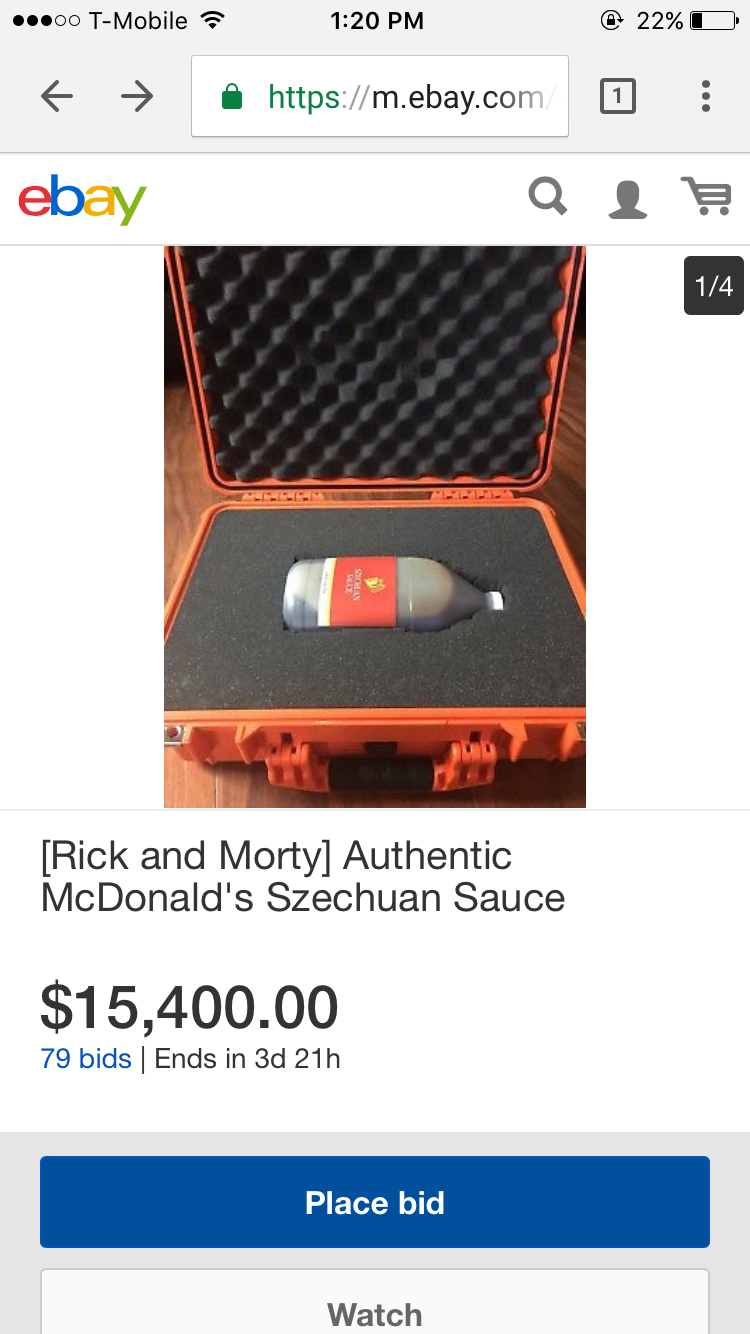 T-Mobile 1:20 PM 22%
https://m.ebay.com/ 1
ebay
1/4
SZECHUAN
SAUCE
[Rick and Morty] Authentic
McDonald's Szechuan Sauce
$15,400.00
79 bids | Ends in 3d 21h
Place bid
Watch